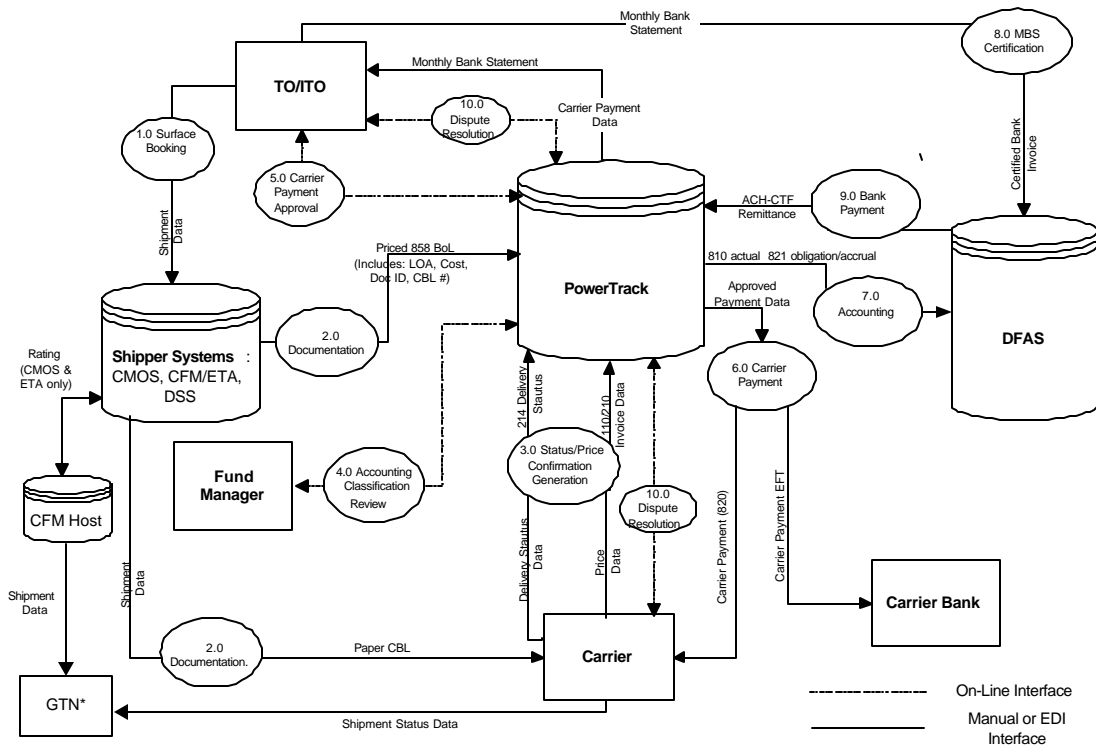 Monthly Bank
Statement
8.0 MBS
Certification
TO/ITO
Monthly Bank Statement
10.0
Dispute
Resolution
Carrier Payment
Data
1.0 Surface
Booking
5.0 Carrier
Payment
Approval
Certified Bank
Invoice
9.0 Bank
Payment
ACH-CTF
Remittance
Shipment
Data
Priced 858 BoL
(Includes: LOA, Cost,
Doc ID, CBL #)
810 actual 821 obligation/accrual
PowerTrack
Approved
Payment Data
7.0
Accounting
DFAS
2.0
Documentation
Shipper Systems :
CMOS, CFM/ETA,
DSS
Rating
(CMOS &
ETA only)
6.0 Carrier
Payment
214 Delivery
Stautus
110/210
Invoice Data
3.0 Status/Price
Confirmation
Generation
Fund
Manager
4.0 Accounting
Classification
Review
10.0
Dispute
Resolution
CFM Host
Delivery Stautus
Data
Price
Data
Carrier Payment (820)
Carrier Payment EFT
Shipment
Data
Shipment
Data
Carrier Bank
2.0
Documentation.
Paper CBL
Carrier
GTN*
Shipment Status Data
On-Line Interface
Manual or EDI
Interface